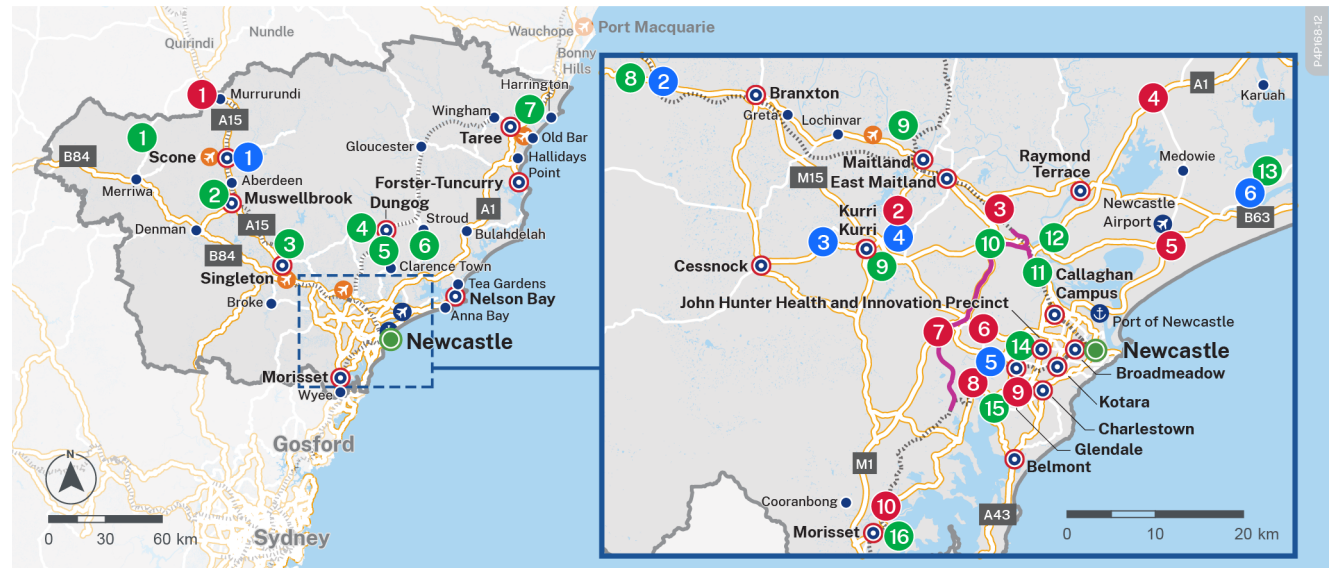 Wauchope
Port Macquarie
Nundle
Quirindi
Bonny
Hills
Harrington
1
Murrurundi
A15
Wingham
7
Taree
Old Bar
1
Gloucester
Hallidays
Point
B84
Scone
1
Merriwa
Aberdeen
Forster-Tuncurry
2
Muswellbrook
Dungog
A1
A15
4
Stroud
Denman
3
5
6
Bulahdelah
B84
Clarence Town
Singleton
Tea Gardens
Nelson Bay
Broke
Anna Bay
Newcastle
Morisset
Wyee
Gosford
N
0 30 60 km
Sydney
P4P168-12
8
2
Branxton
4
A1
Karuah
Greta
Lochinvar
9
Maitland
Raymond
Terrace
Medowie
13
M15
East Maitland
6
Kurri
Kurri
2
3
Newcastle
Airport
B63
3
4
10
12
5
Cessnock
9
11
Callaghan
Campus
John Hunter Health and Innovation Precinct
Port of Newcastle
7
6
14
Newcastle
5
Broadmeadow
8
9
Kotara
15
Charlestown
Glendale
M1
Belmont
Cooranbong
10
A43
Morisset
16
0 10 20 km